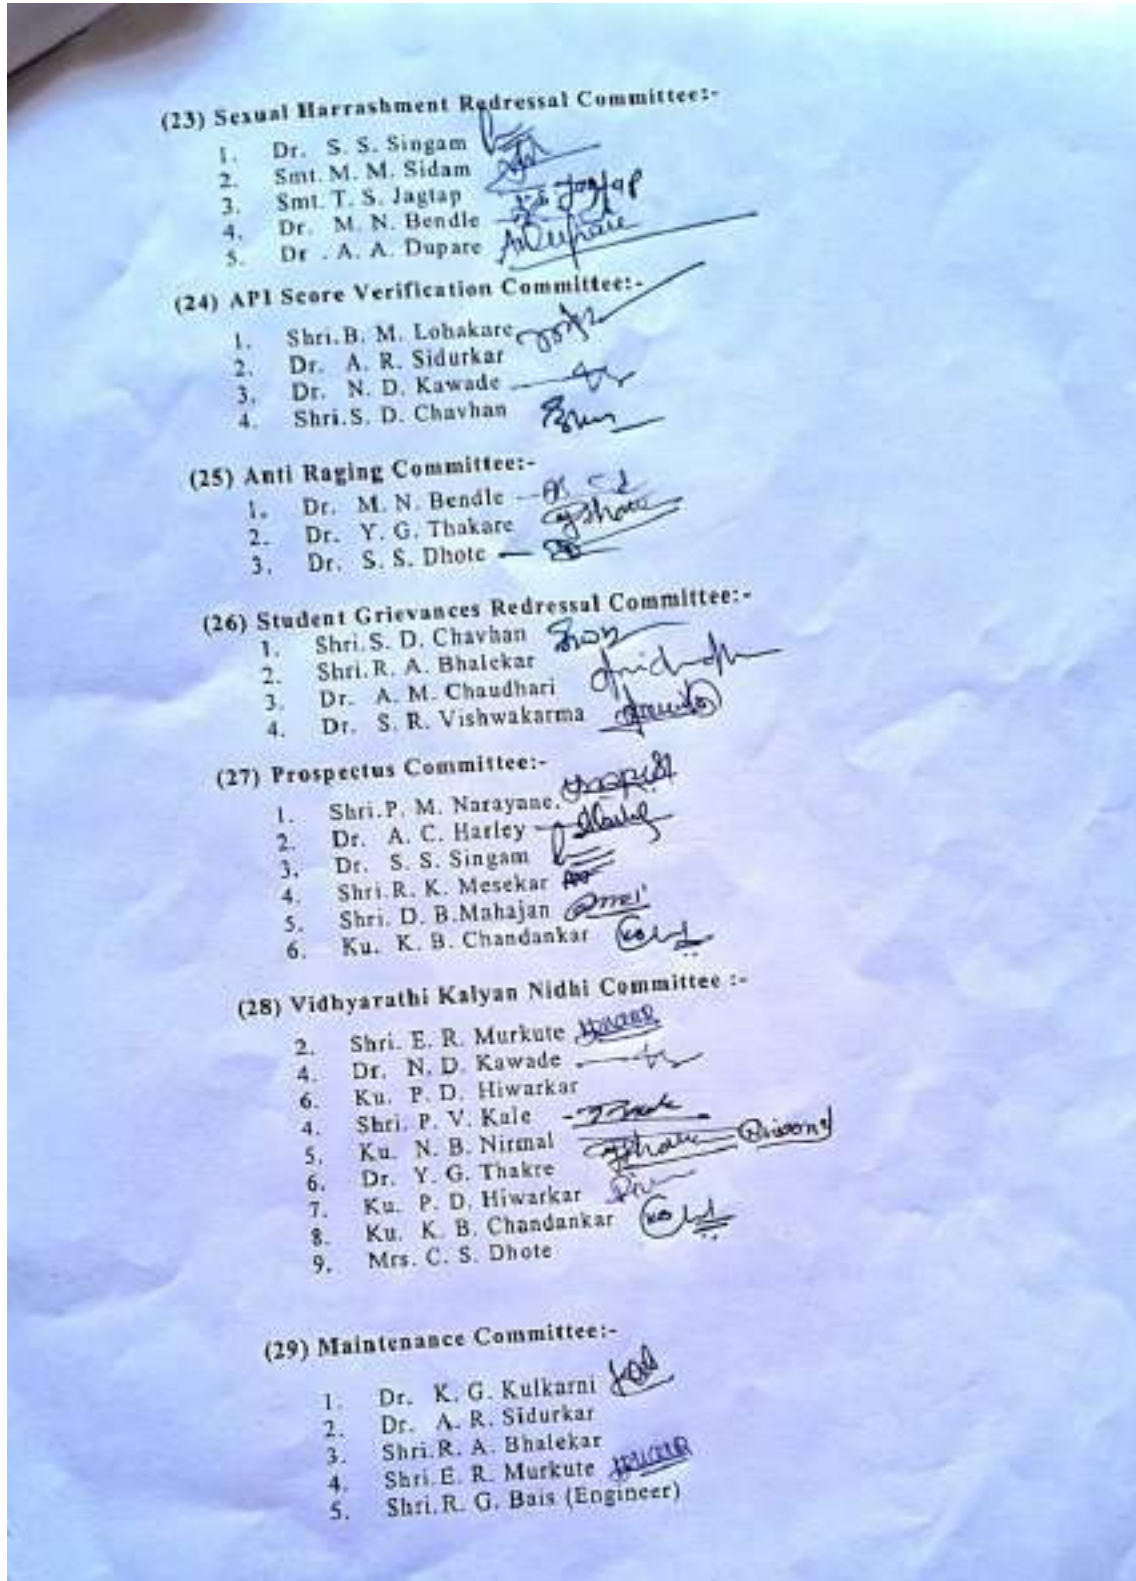 (23) Sexual Harrashment Redressal Committee:-
1. Dr. S. S. Singam
2. Smt. M. M. Sidam
3. Smt. T. S. Jagtap T.S. Jagtap
4. Dr. M. N. Bendle
5. Dr . A. A. Dupare AADupare
(24) API Score Verification Committee:-
1. Shri. B. M. Lohakare
2. Dr. A. R. Sidurkar
3. Dr. N. D. Kawade
4. Shri. S. D. Chavhan
(25) Anti Raging Committee:-
1. Dr. M. N. Bendle
2. Dr. Y. G. Thakare
3. Dr. S. S. Dhote
(26) Student Grievances Redressal Committee:-
1. Shri. S. D. Chavhan
2. Shri. R. A. Bhalekar
3. Dr. A. M. Chaudhari
4. Dr. S. R. Vishwakarma
(27) Prospectus Committee:-
1. Shri. P. M. Narayane.
2. Dr. A. C. Harley
3. Dr. S. S. Singam
4. Shri. R. K. Mesekar
5. Shri. D. B.Mahajan
6. Ku. K. B. Chandankar
(28) Vidhyarathi Kalyan Nidhi Committee :-
2. Shri. E. R. Murkute
4. Dr. N. D. Kawade
6. Ku. P. D. Hiwarkar
4. Shri. P. V. Kale
5. Ku. N. B. Nirmal
6. Dr. Y. G. Thakre
7. Ku. P. D. Hiwarkar
8. Ku. K. B. Chandankar
9. Mrs. C. S. Dhote
(29) Maintenance Committee:-
1. Dr. K. G. Kulkarni
2. Dr. A. R. Sidurkar
3. Shri. R. A. Bhalekar
4. Shri. E. R. Murkute
5. Shri. R. G. Bais (Engineer)